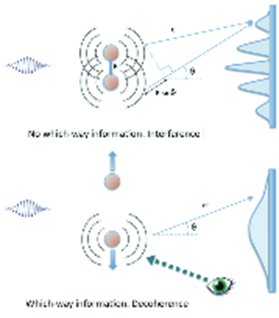 θ
No which-way information. Interference
θ
Which-way information. Decoherence